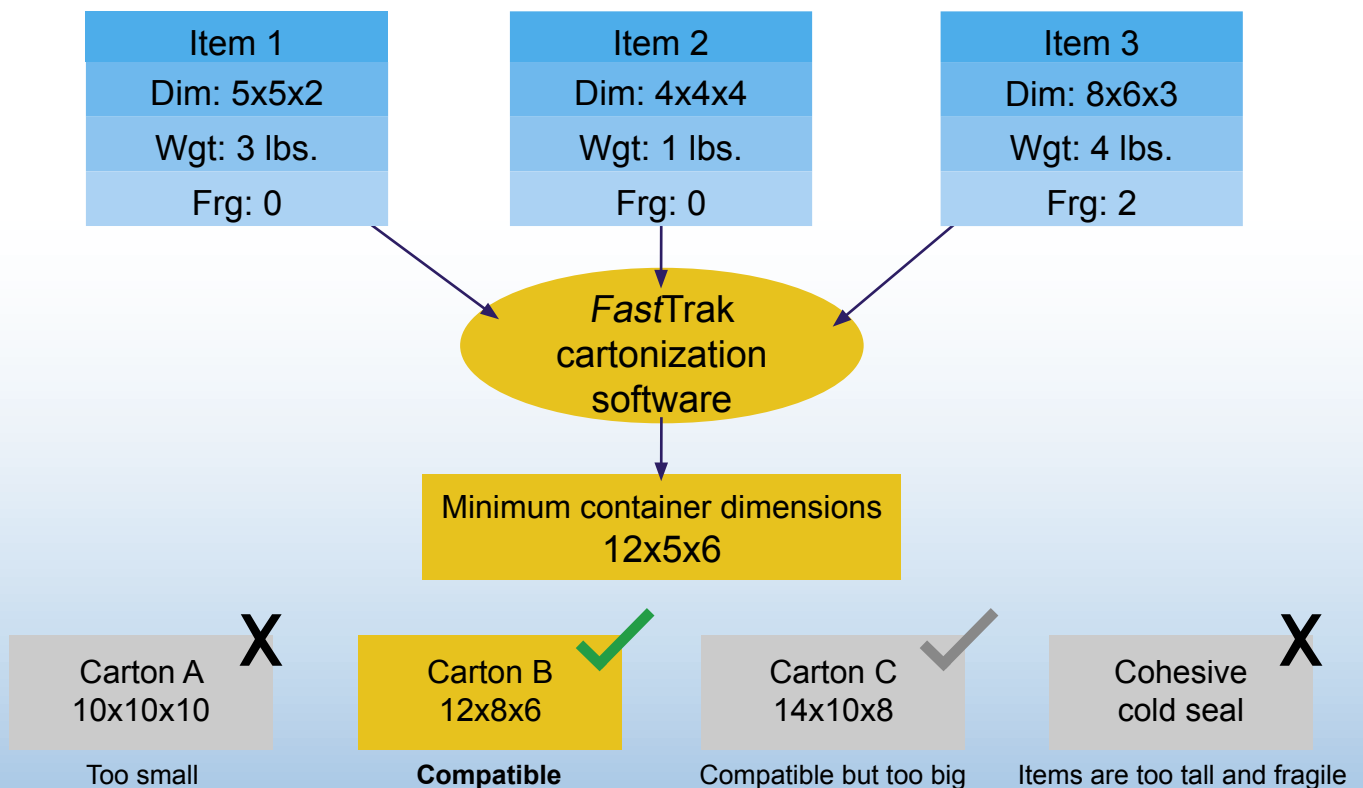 Item 1
Dim: 5x5x2
Wgt: 3 lbs.
Frg: 0
Item 2
Dim: 4x4x4
Wgt: 1 lbs.
Frg: 0
Item 3
Dim: 8x6x3
Wgt: 4 lbs.
Frg: 2
FastTrak
cartonization
software
Minimum container dimensions
12x5x6
X
Carton A
10x10x10
Too small
Carton B
12x8x6
Compatible
Carton C
14x10x8
Compatible but too big
X
Cohesive
cold seal
Items are too tall and fragile